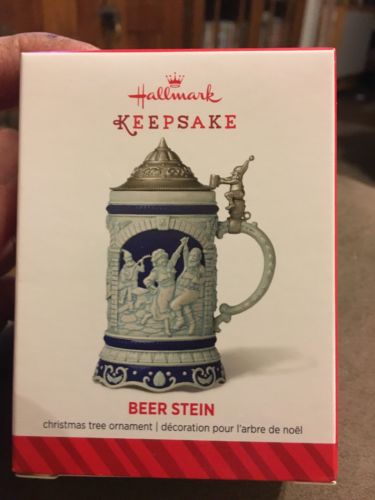 Hallmark
KEEPSAKE
BEER STEIN
christmas tree ornament | décoration pour l'arbre de noël